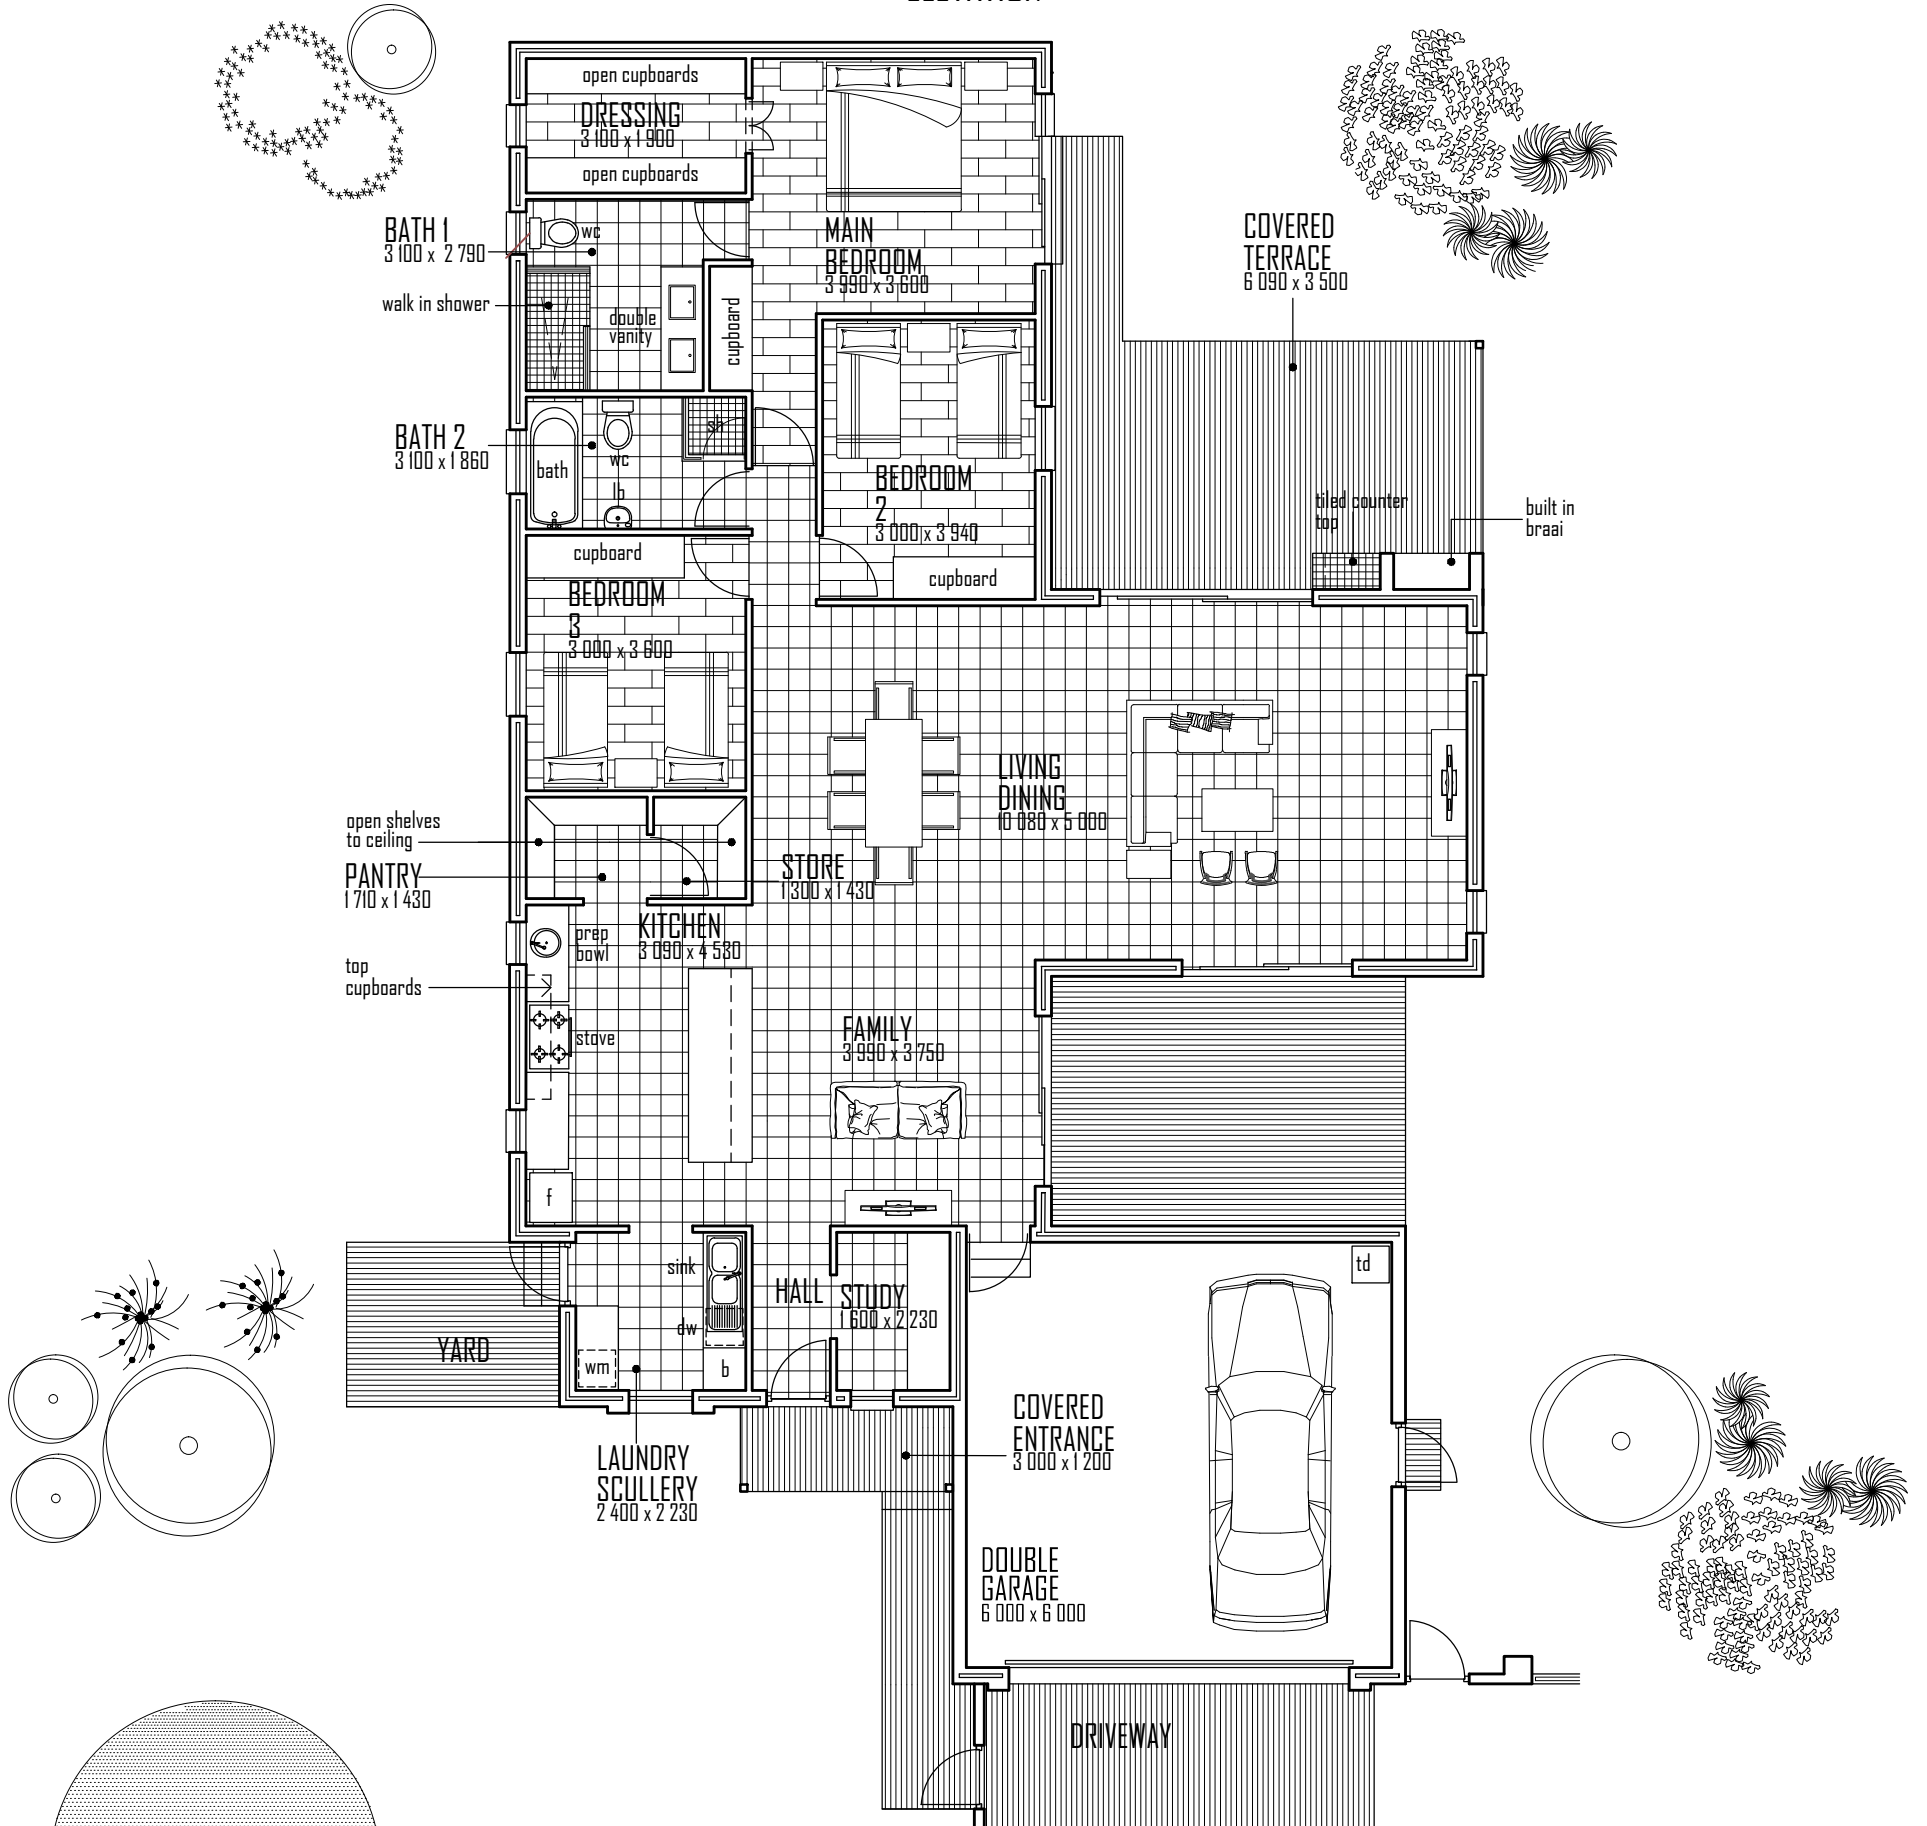 open cupboards
DRESSING
3 100 x 1 900
open cupboards
BATH 1
3 100 x 2 790
wc
walk in shower
double
vanity
cupboard
MAIN
BEDROOM
3 990 x 3 600
COVERED
TERRACE
6 090 x 3 500
BATH 2
3 100 x 1 860
sh
bath
wc
lb
BEDROOM
2
3 000 x 3 940
tiled counter
top
built in
braai
cupboard
cupboard
BEDROOM
3
3 000 x 3 600
LIVING
DINING
10 080 x 5 000
open shelves
to ceiling
PANTRY
1 710 x 1 430
STORE
1 300 x 1 430
KITCHEN
3 090 x 4 530
prep
bowl
top
cupboards
stove
FAMILY
3 990 x 3 750
f
sink
HALL
STUDY
1 600 x 2 230
td
dw
YARD
wm
b
COVERED
ENTRANCE
3 000 x 1 200
LAUNDRY
SCULLERY
2 400 x 2 230
DOUBLE
GARAGE
6 000 x 6 000
DRIVEWAY